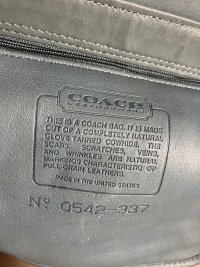 COACH
THIS IS A COACH BAG. IT IS MADE
OUT OF A COMPLETELY NATURAL
GLOVE TANNED COWHIDE. THE
SCARS, SCRATCHES, VEINS,
AND WRINKLES ARE NATURAL
MARKINGS CHARACTERISTIC OF
FULL GRAIN LEATHERS.
MADE IN THE UNITED STATES
No 0542-337